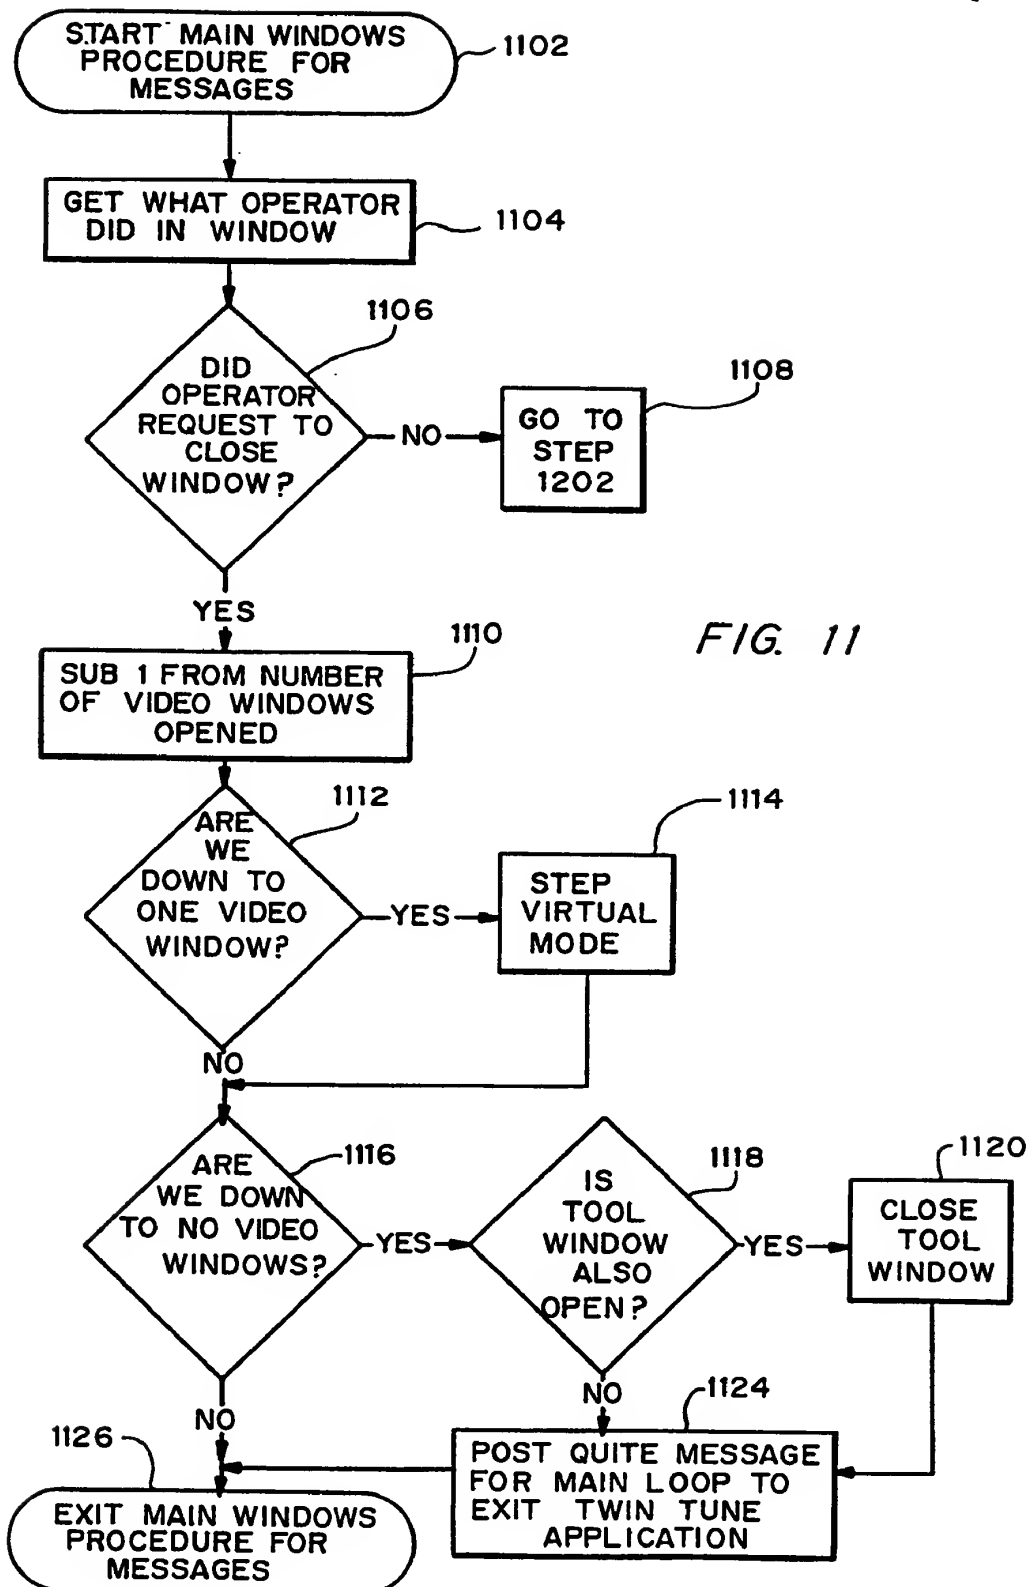 START MAIN WINDOWS
PROCEDURE FOR
MESSAGES
1102
GET WHAT OPERATOR
DID IN WINDOW
1104
1106
DID
OPERATOR
REQUEST TO
CLOSE
WINDOW?
NO
1108
GO TO
STEP
1202
YES
FIG. 11
1110
SUB 1 FROM NUMBER
OF VIDEO WINDOWS
OPENED
1112
ARE
WE
DOWN TO
ONE VIDEO
WINDOW?
YES
1114
STEP
VIRTUAL
MODE
NO
1116
ARE
WE DOWN
TO NO VIDEO
WINDOWS?
YES
1118
IS
TOOL
WINDOW
ALSO
OPEN?
YES
1120
CLOSE
TOOL
WINDOW
NO
1124
POST QUITE MESSAGE
FOR MAIN LOOP TO
EXIT TWIN TUNE
APPLICATION
NO
1126
EXIT MAIN WINDOWS
PROCEDURE FOR
MESSAGES